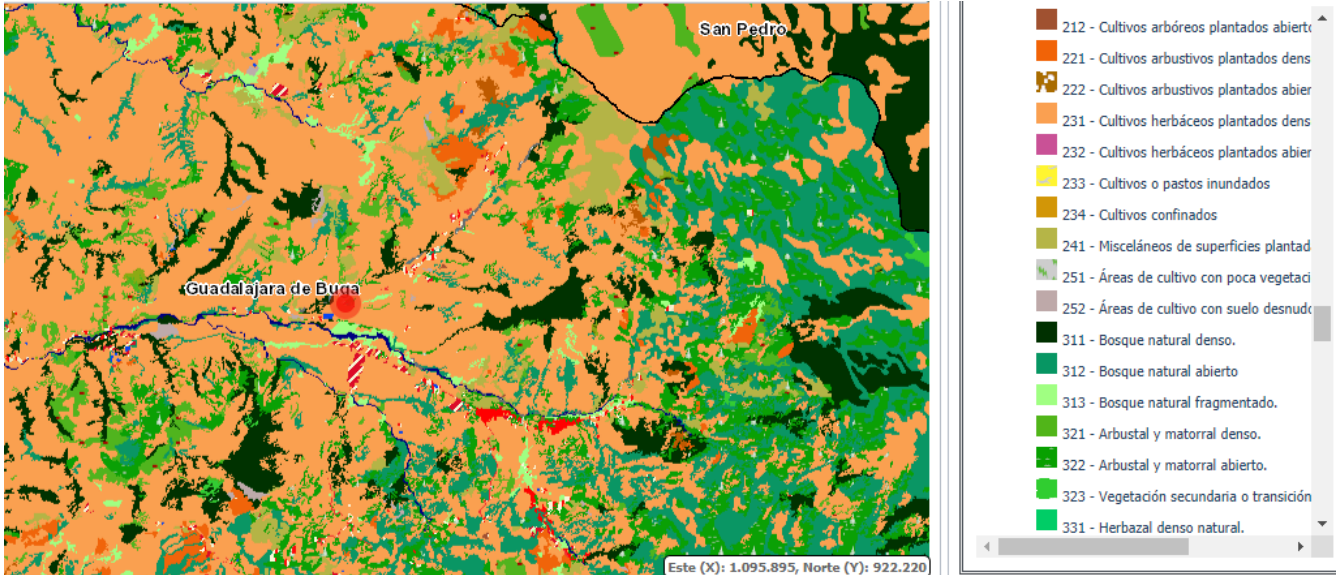 San Pedro
Guadalajara de Buga
Este (X): 1.095.895, Norte (Y): 922.220
212 - Cultivos arbóreos plantados abierto
221 - Cultivos arbustivos plantados dens
222 - Cultivos arbustivos plantados abier
231 - Cultivos herbáceos plantados dens
232 - Cultivos herbáceos plantados abier
233 - Cultivos o pastos inundados
234 - Cultivos confinados
241 - Misceláneos de superficies plantad
251 - Áreas de cultivo con poca vegetaci
252 - Áreas de cultivo con suelo desnudo
311 - Bosque natural denso.
312 - Bosque natural abierto
313 - Bosque natural fragmentado.
321 - Arbustal y matorral denso.
322 - Arbustal y matorral abierto.
323 - Vegetación secundaria o transición
331 - Herbazal denso natural.